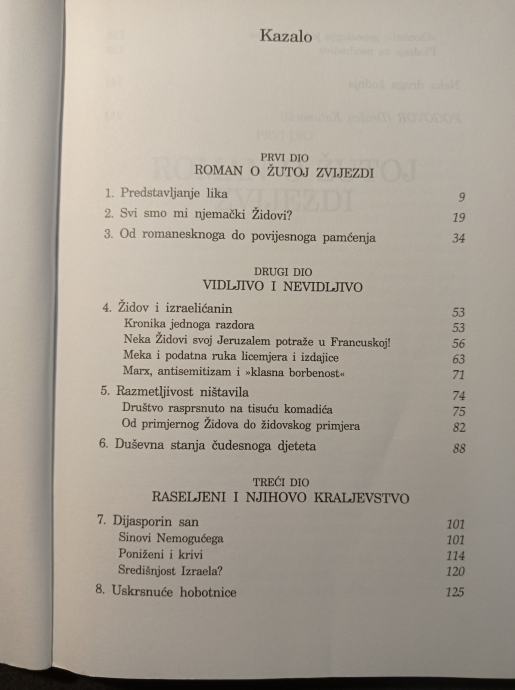 Kazalo
PRVI DIO
ROMAN O ŽUTOJ ZVIJEZDI
1. Predstavljanje lika 9
2. Svi smo mi njemački Židovi? 19
3. Od romanesknoga do povijesnoga pamćenja 34
DRUGI DIO
VIDLJIVO I NEVIDLJIVO
4. Židov i izraelićanin 53
Kronika jednoga razdora 53
Neka Židovi svoj Jeruzalem potraže u Francuskoj! 56
Meka i podatna ruka licemjera i izdajice 63
Marx, antisemitizam i »klasna borbenost« 71
5. Razmetljivost ništavila 74
Društvo rasprsnuto na tisuću komadića 75
Od primjernog Židova do židovskog primjera 82
6. Duševna stanja čudesnoga djeteta 88
TREĆI DIO
RASELJENI I NJIHOVO KRALJEVSTVO
7. Dijasporin san 101
Sinovi Nemogućega 101
Poniženi i krivi 114
Središnjost Izraela? 120
8. Uskrsnuće hobotnice 125